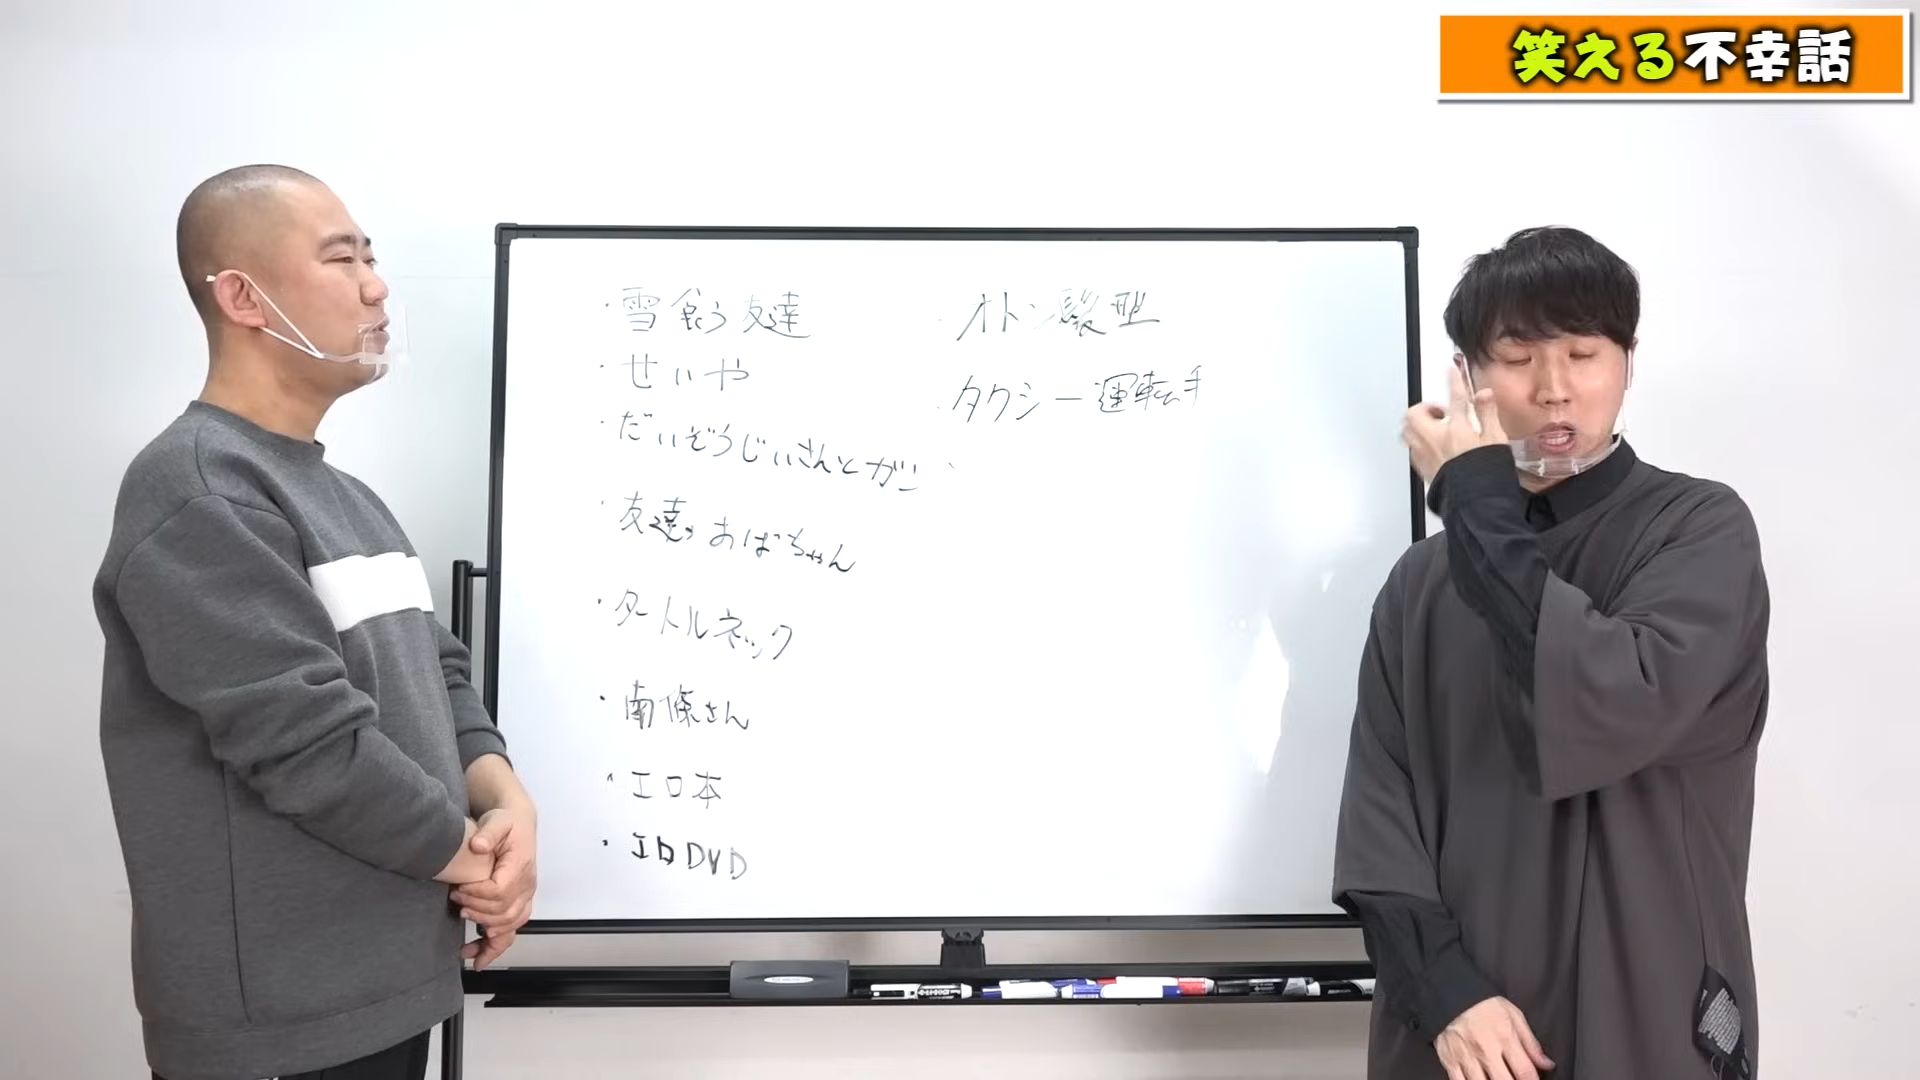 笑える不幸話
・雪食う友達
・せいや
・だいぞうじいさんとガン
・友達のおばちゃん
・タートルネック
・南條さん
・エロ本
・エロDVD
・オトン髪型
・タクシー運転手
・